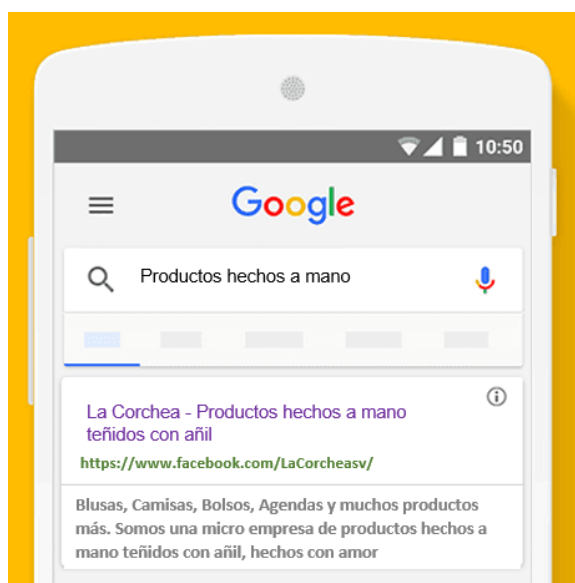 10:50
Google
Productos hechos a mano
La Corchea - Productos hechos a mano
teñidos con añil
https://www.facebook.com/LaCorcheasv/
Blusas, Camisas, Bolsos, Agendas y muchos productos
más. Somos una micro empresa de productos hechos a
mano teñidos con añil, hechos con amor